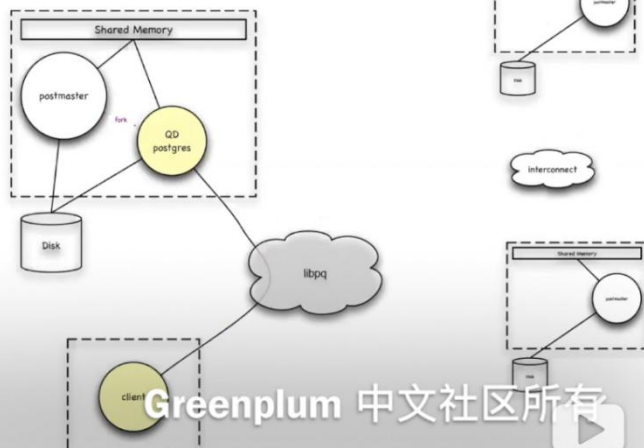 Shared Memory
postmaster
fork
QD
postgres
Disk
libpq
client
postmaster
interconnect
Shared Memory
postmaster
Greenplum 中文社区所有